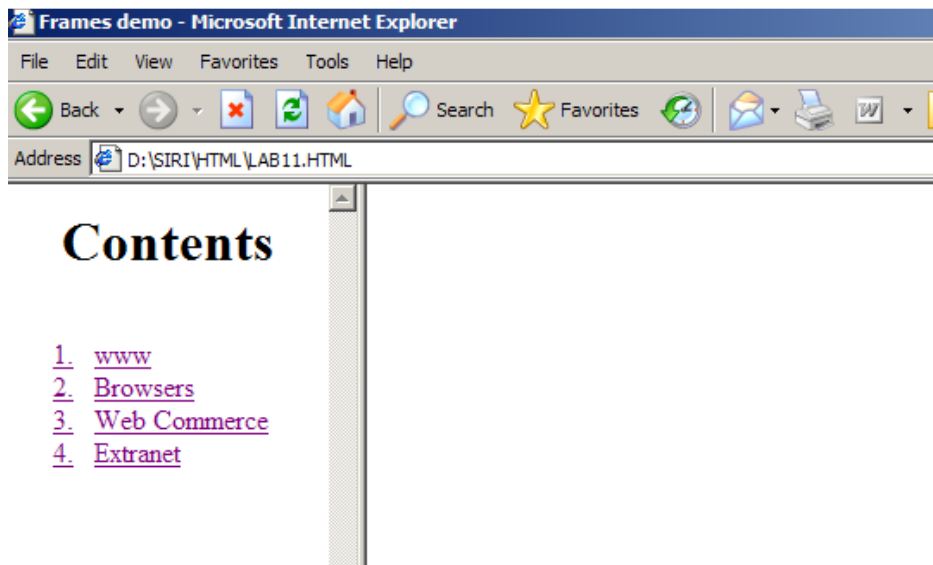 Frames demo - Microsoft Internet Explorer
File Edit View Favorites Tools Help
Back Search Favorites
Address D:\SIRI\HTML\LAB11.HTML
Contents
1. www
2. Browsers
3. Web Commerce
4. Extranet